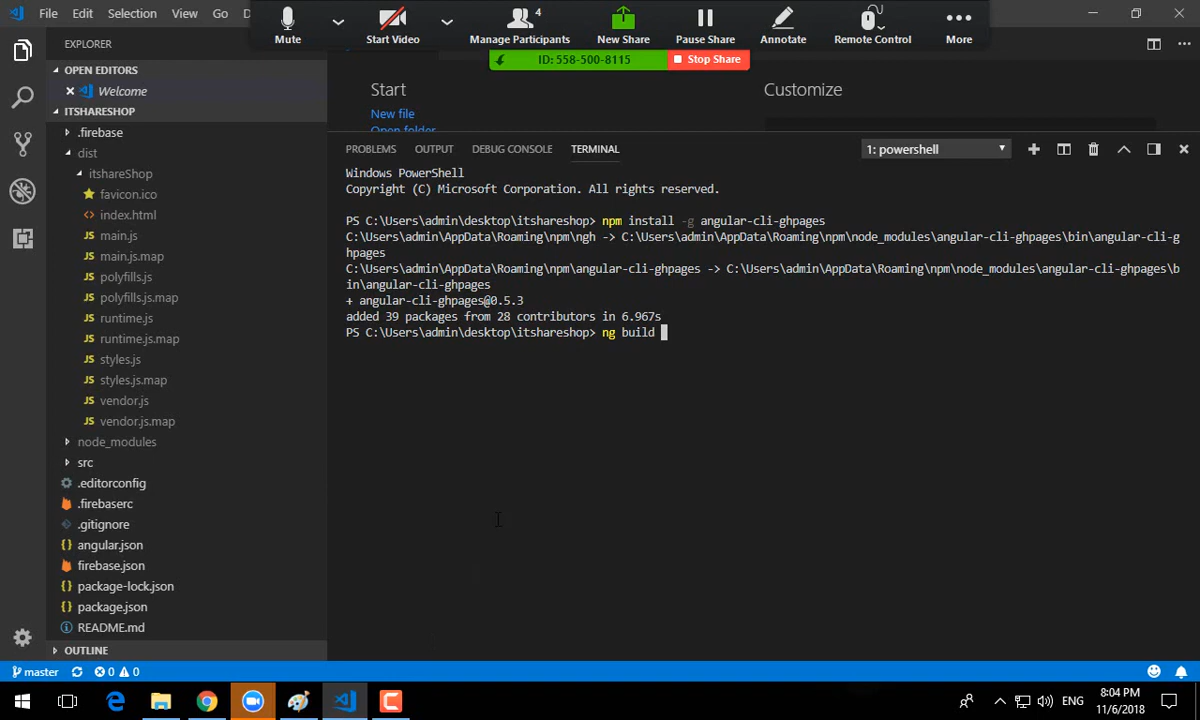 File Edit Selection View Go D
Mute
Start Video
4
Manage Participants
New Share
Pause Share
Annotate
Remote Control
More
ID: 558-500-8115 Stop Share
EXPLORER
OPEN EDITORS
Welcome
ITSHARESHOP
.firebase
dist
itshareShop
favicon.ico
index.html
main.js
main.js.map
polyfills.js
polyfills.js.map
runtime.js
runtime.js.map
styles.js
styles.js.map
vendor.js
vendor.js.map
node_modules
src
.editorconfig
.firebaserc
.gitignore
angular.json
firebase.json
package-lock.json
package.json
README.md
OUTLINE
Start
Customize
New file
Open folder
PROBLEMS OUTPUT DEBUG CONSOLE TERMINAL
1: powershell
Windows PowerShell
Copyright (C) Microsoft Corporation. All rights reserved.
PS C:\Users\admin\desktop\itshareshop> npm install -g angular-cli-ghpages
C:\Users\admin\AppData\Roaming\npm\ngh -> C:\Users\admin\AppData\Roaming\npm\node_modules\angular-cli-ghpages\bin\angular-cli-g
hpages
C:\Users\admin\AppData\Roaming\npm\angular-cli-ghpages -> C:\Users\admin\AppData\Roaming\npm\node_modules\angular-cli-ghpages\b
in\angular-cli-ghpages
+ angular-cli-ghpages@0.5.3
added 39 packages from 28 contributors in 6.967s
PS C:\Users\admin\desktop\itshareshop> ng build
master 0 0
ENG
8:04 PM
11/6/2018